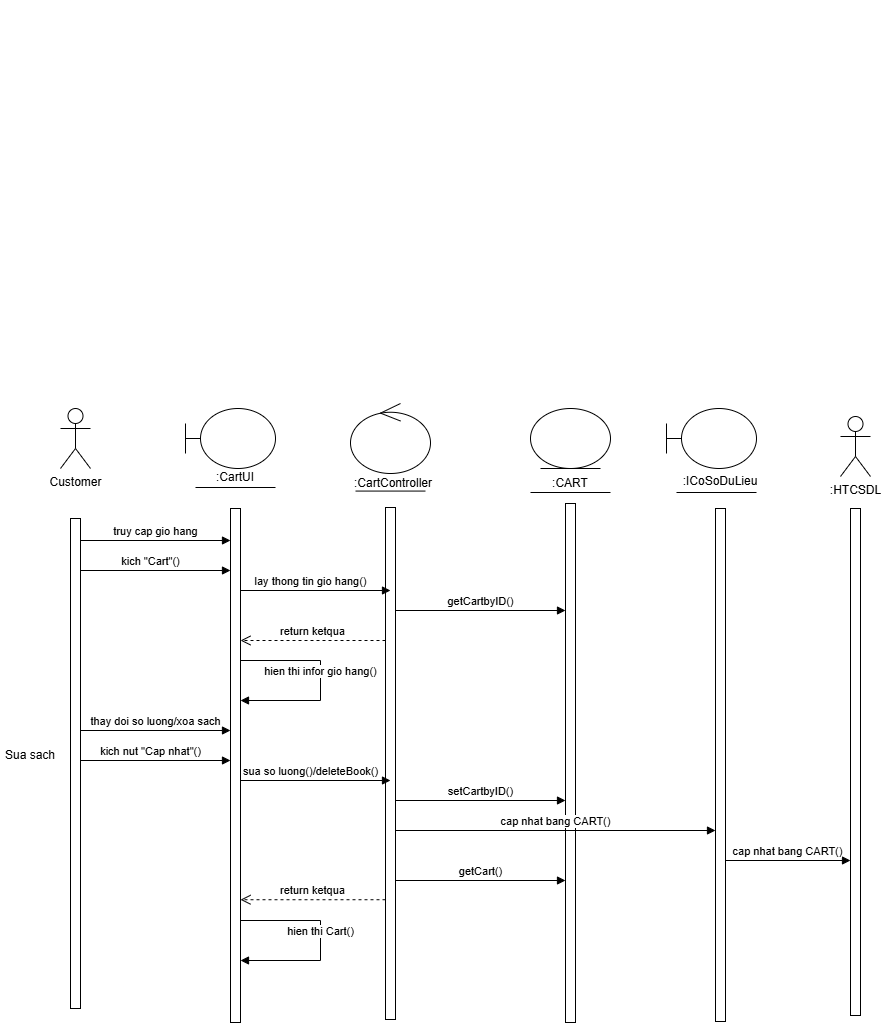 Customer
:CartUI
:CartController
:CART
:ICoSoDuLieu
:HTCSDL
truy cap gio hang
kich "Cart"()
lay thong tin gio hang()
getCartbyID()
return ketqua
hien thi infor gio hang()
thay doi so luong/xoa sach
Sua sach
kich nut "Cap nhat"()
sua so luong()/deleteBook()
setCartbyID()
cap nhat bang CART()
cap nhat bang CART()
getCart()
return ketqua
hien thi Cart()